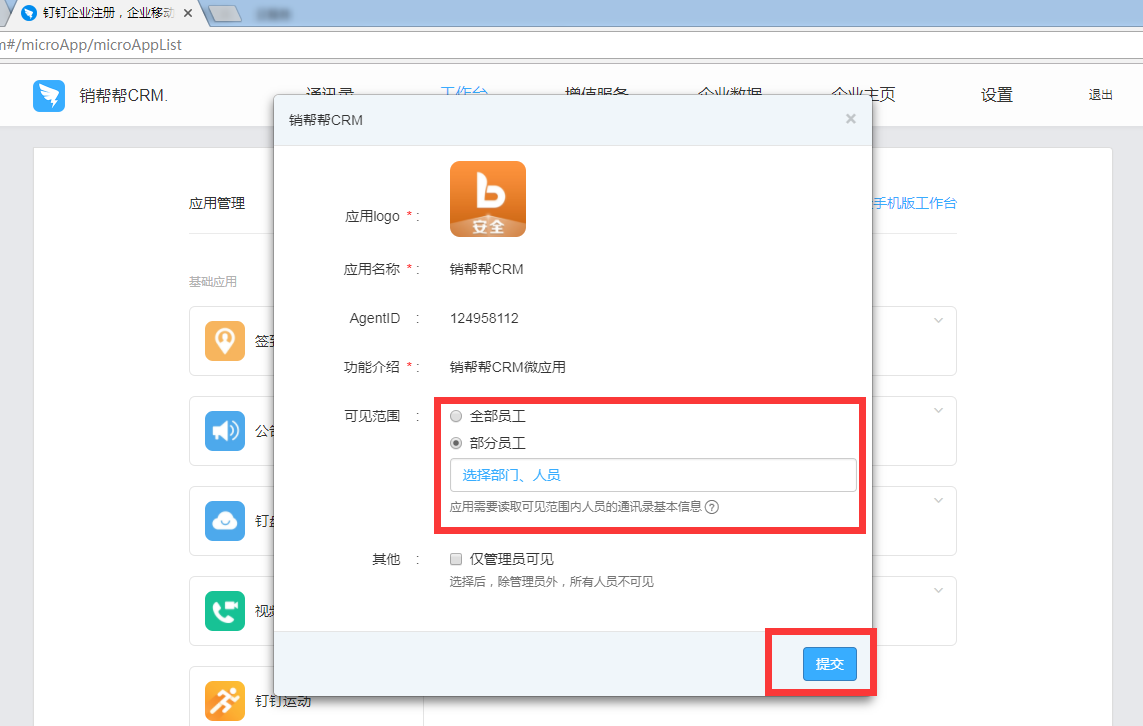 钉钉企业注册，企业移动
m#/microApp/microAppList
销帮帮CRM.
通讯录
工作台
增值服务
企业数据
企业主页
设置
退出
销帮帮CRM
×
应用管理
手机版工作台
应用logo * :
安全
应用名称 * : 销帮帮CRM
基础应用
AgentID : 124958112
签到
功能介绍 * : 销帮帮CRM微应用
可见范围 : 全部员工
公告
部分员工
选择部门、人员
应用需要读取可见范围内人员的通讯录基本信息 ?
钉盘
其他 : 仅管理员可见
选择后，除管理员外，所有人员不可见
视频
提交
钉钉运动